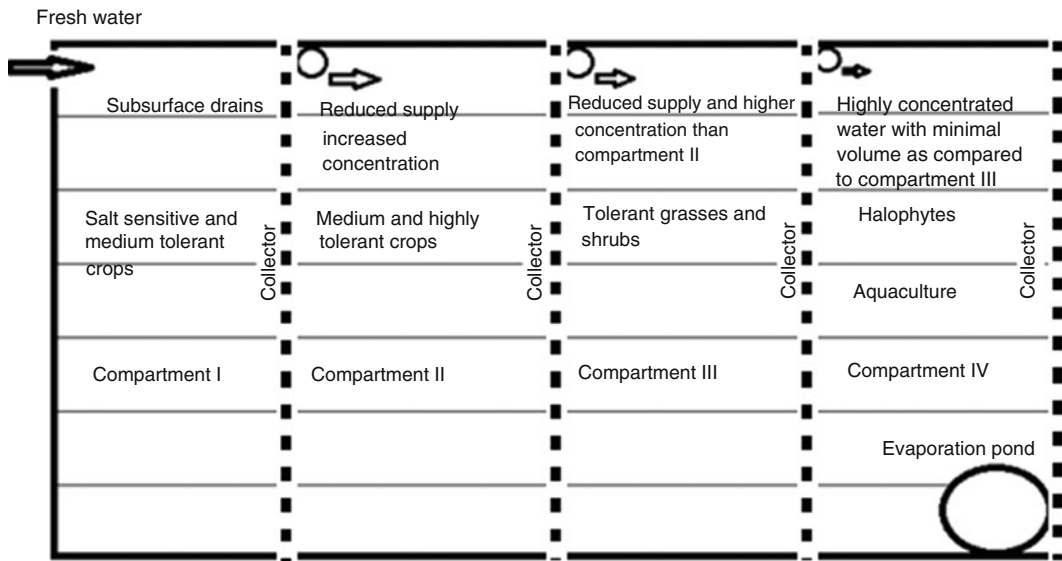 Fresh water
Subsurface drains
Salt sensitive and
medium tolerant
crops
Collector
Compartment I
Reduced supply
increased
concentration
Medium and highly
tolerant crops
Collector
Compartment II
Reduced supply and higher
concentration than
compartment II
Tolerant grasses and
shrubs
Collector
Compartment III
Highly concentrated
water with minimal
volume as compared
to compartment III
Halophytes
Collector
Aquaculture
Compartment IV
Evaporation pond